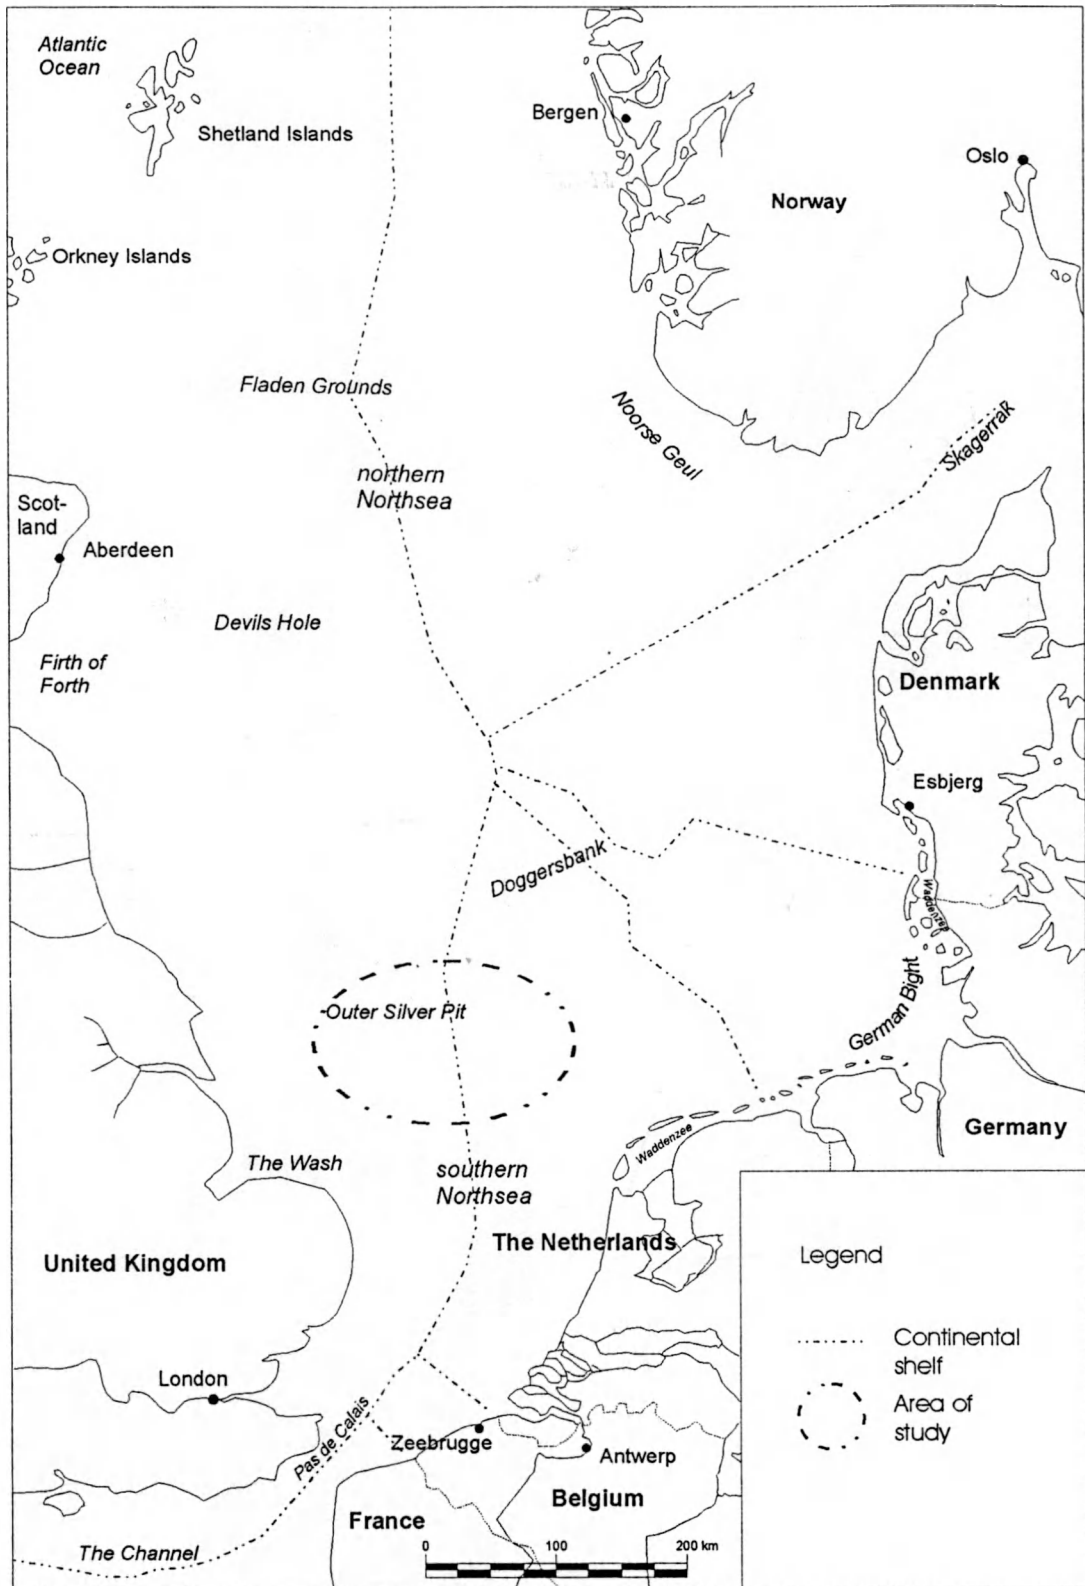 Atlantic
Ocean
Shetland Islands
Bergen
Oslo
Norway
Orkney Islands
Fladen Grounds
Noorse Geul
Skagerrak
northern
Northsea
Scot-
land
Aberdeen
Devils Hole
Firth of
Forth
Denmark
Esbjerg
Doggersbank
Waddenzee
German Bight
Outer Silver Pit
Germany
Waddenzee
The Wash
southern
Northsea
The Netherlands
United Kingdom
London
Pas de Calais
Zeebrugge
Antwerp
Belgium
France
The Channel
0 100 200 km
Legend
Continental
shelf
Area of
study